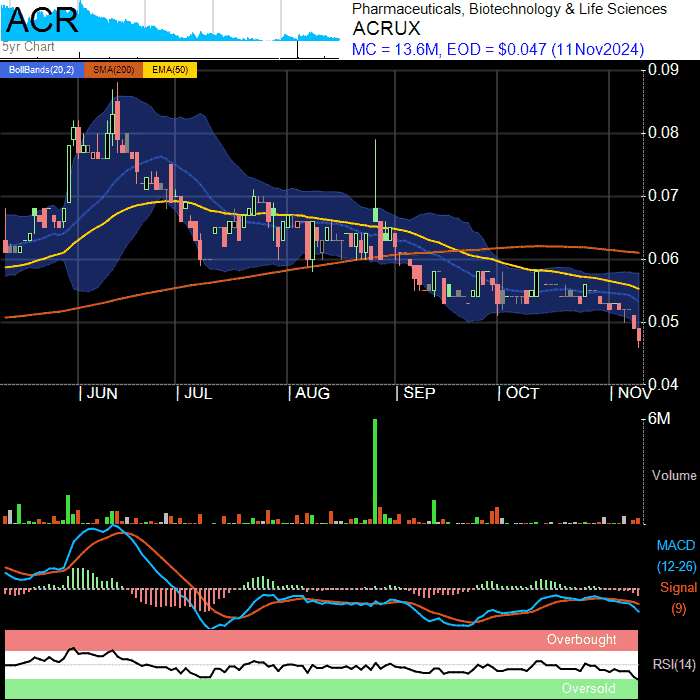 ACR
5yr Chart
Pharmaceuticals, Biotechnology & Life Sciences
ACRUX
MC = 13.6M, EOD = $0.047 (11Nov2024)
BollBands(20,2) SMA(200) EMA(50)
0.09
0.08
0.07
0.06
0.05
0.04
JUN JUL AUG SEP OCT NOV
6M
Volume
MACD
(12-26)
Signal
(9)
Overbought
RSI(14)
Oversold